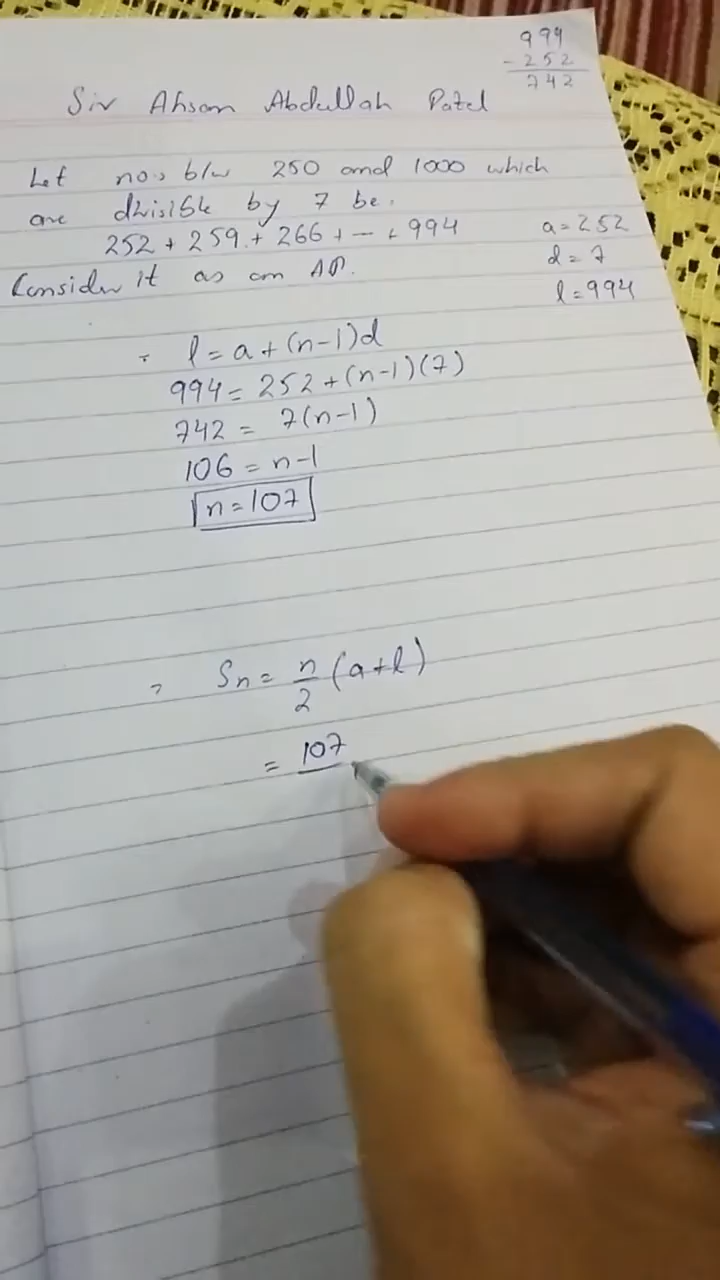 994
- 252
742
Sir Ahsan Abdullah Patel
Let no.s b/w 250 and 1000 which
are divisible by 7 be.
252 + 259 + 266 + --- + 994
a = 252
d = 7
l = 994
Consider it as an AP.
l = a + (n-1)d
994 = 252 + (n-1)(7)
742 = 7(n-1)
106 = n-1
n = 107
Sn = n/2 (a+l)
= 107